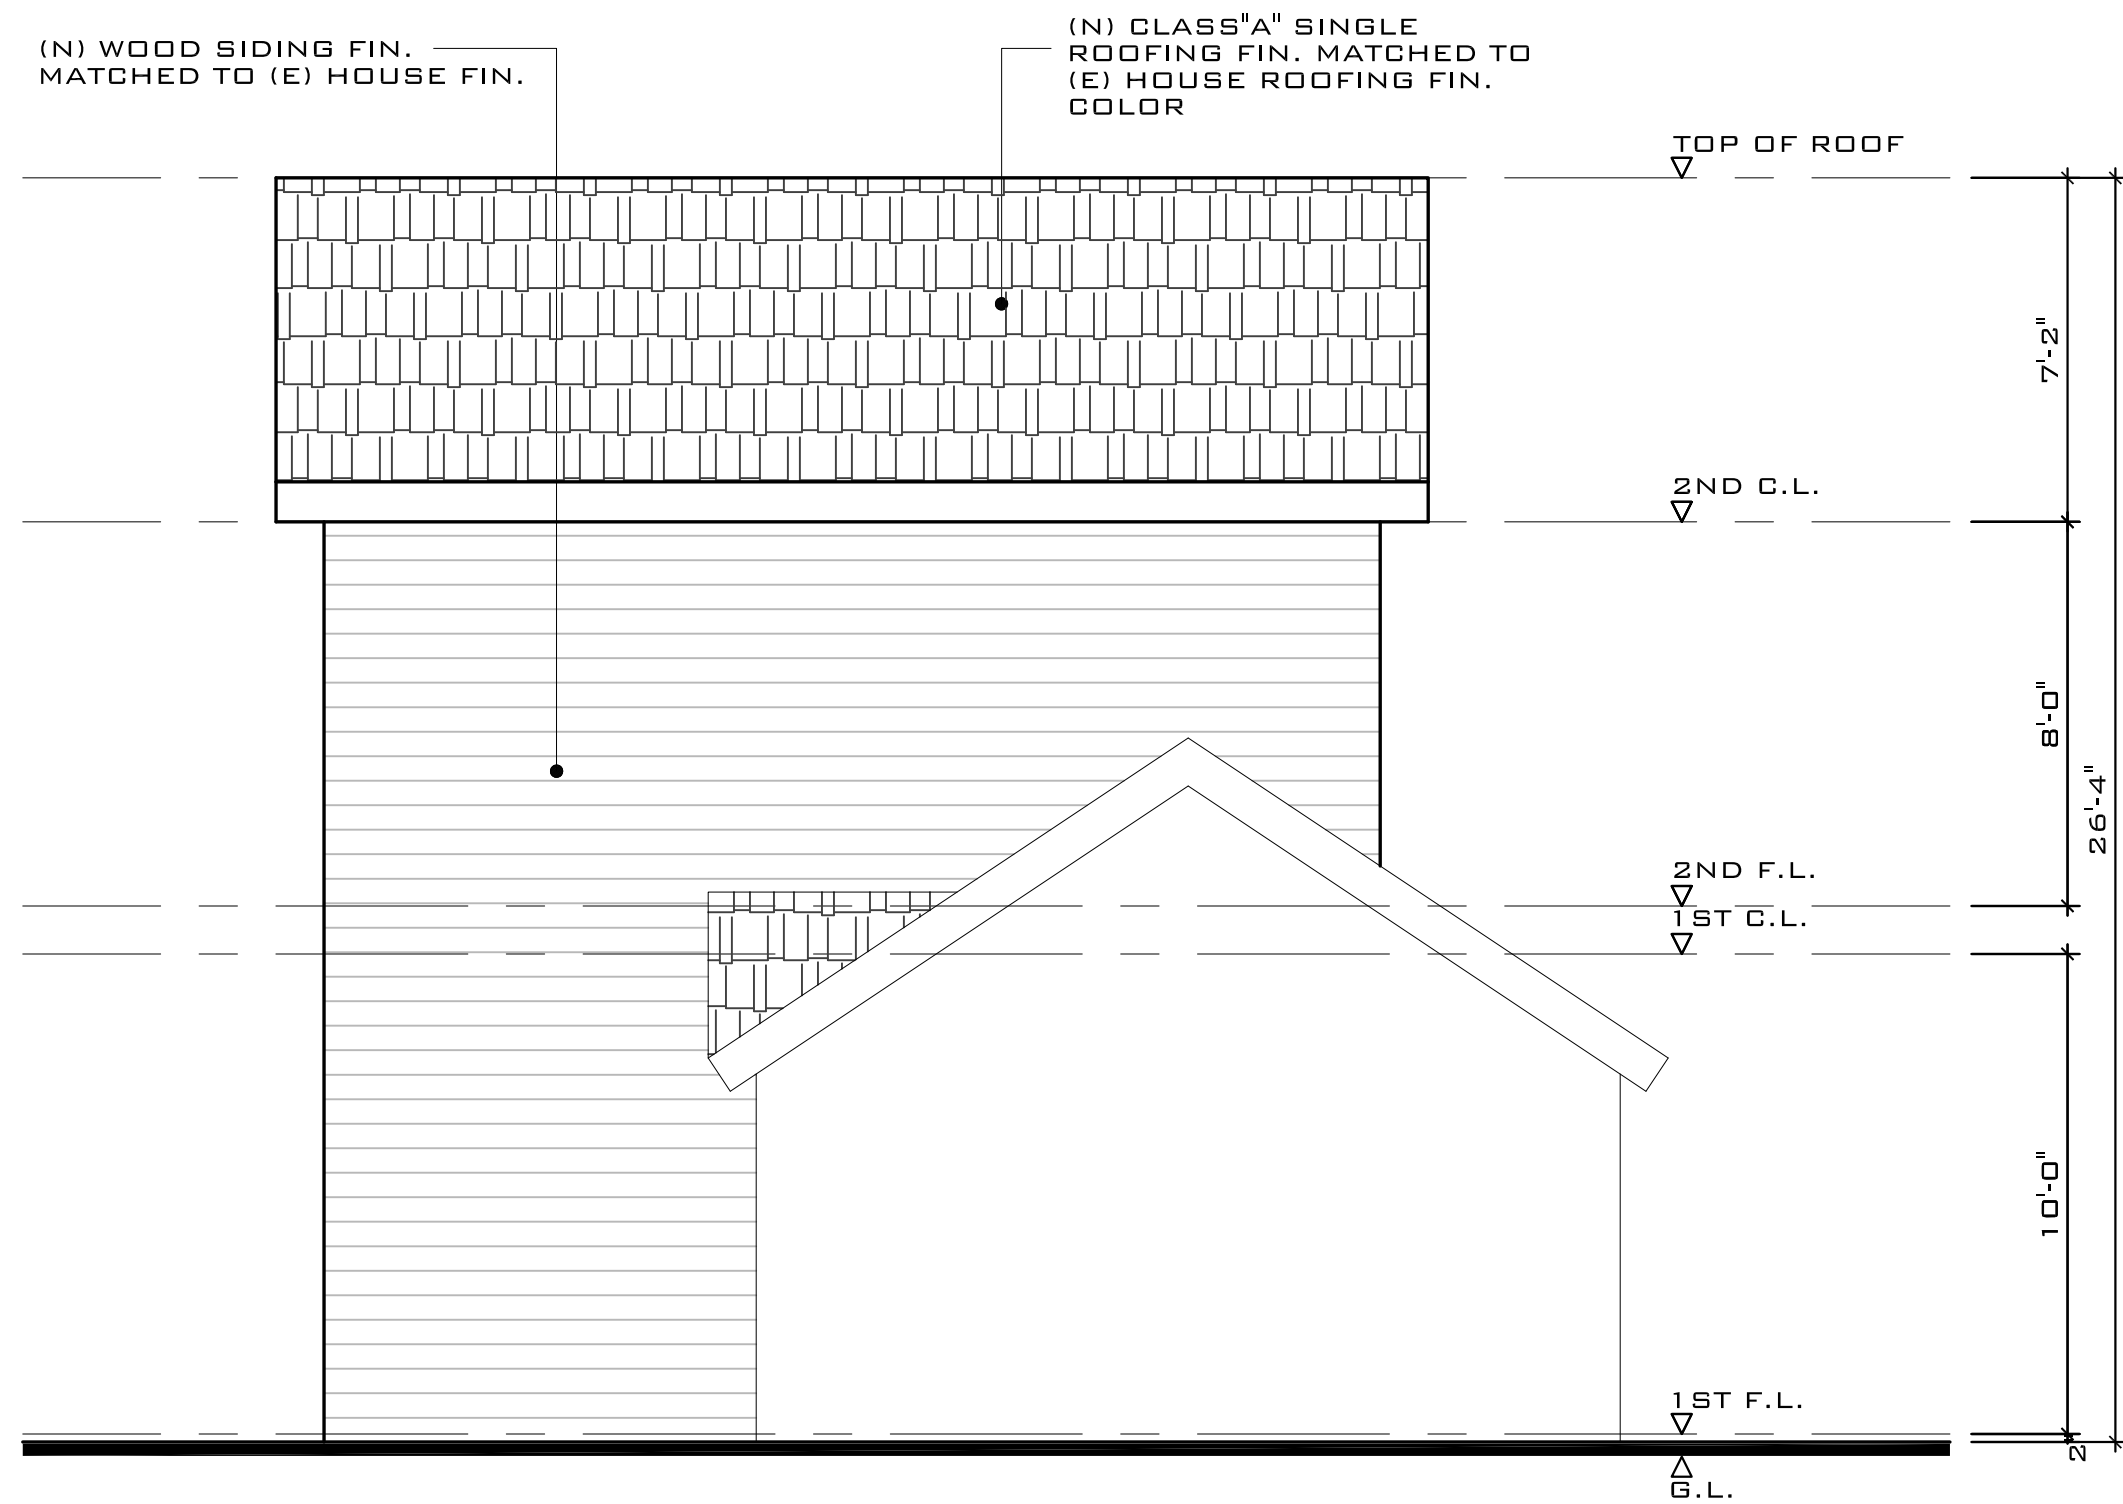 (N) WOOD SIDING FIN.
MATCHED TO (E) HOUSE FIN.
(N) CLASS"A" SINGLE
ROOFING FIN. MATCHED TO
(E) HOUSE ROOFING FIN.
COLOR
TOP OF ROOF
7'-2"
2ND C.L.
8'-0"
26'-4"
2ND F.L.
1ST C.L.
10'-0"
1ST F.L.
2"
G.L.